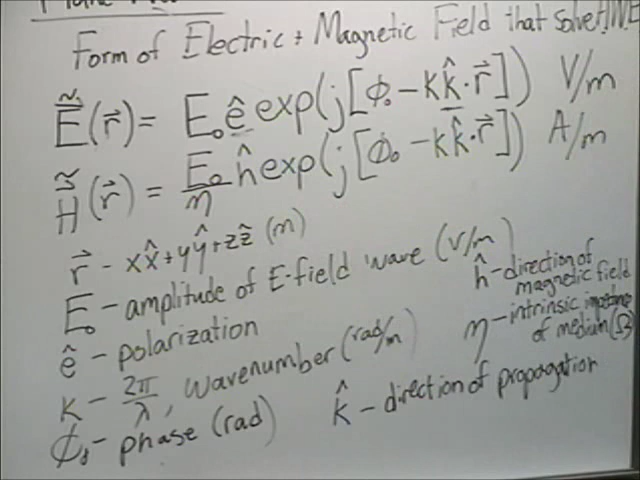 Form of Electric + Magnetic Field that solve
Ẽ(r⃗) = E₀ ê exp(j[φ₀ - kk̂·r⃗]) V/m
H̃(r⃗) = E₀/η ĥ exp(j[φ₀ - kk̂·r⃗]) A/m
r⃗ - xx̂+yŷ+zẑ (m)
E₀ - amplitude of E-field wave (V/m)
ĥ - direction of
magnetic field
ê - polarization
η - intrinsic impedance
of medium (Ω)
k - 2π/λ, wavenumber (rad/m)
k̂ - direction of propagation
φ₀ - phase (rad)